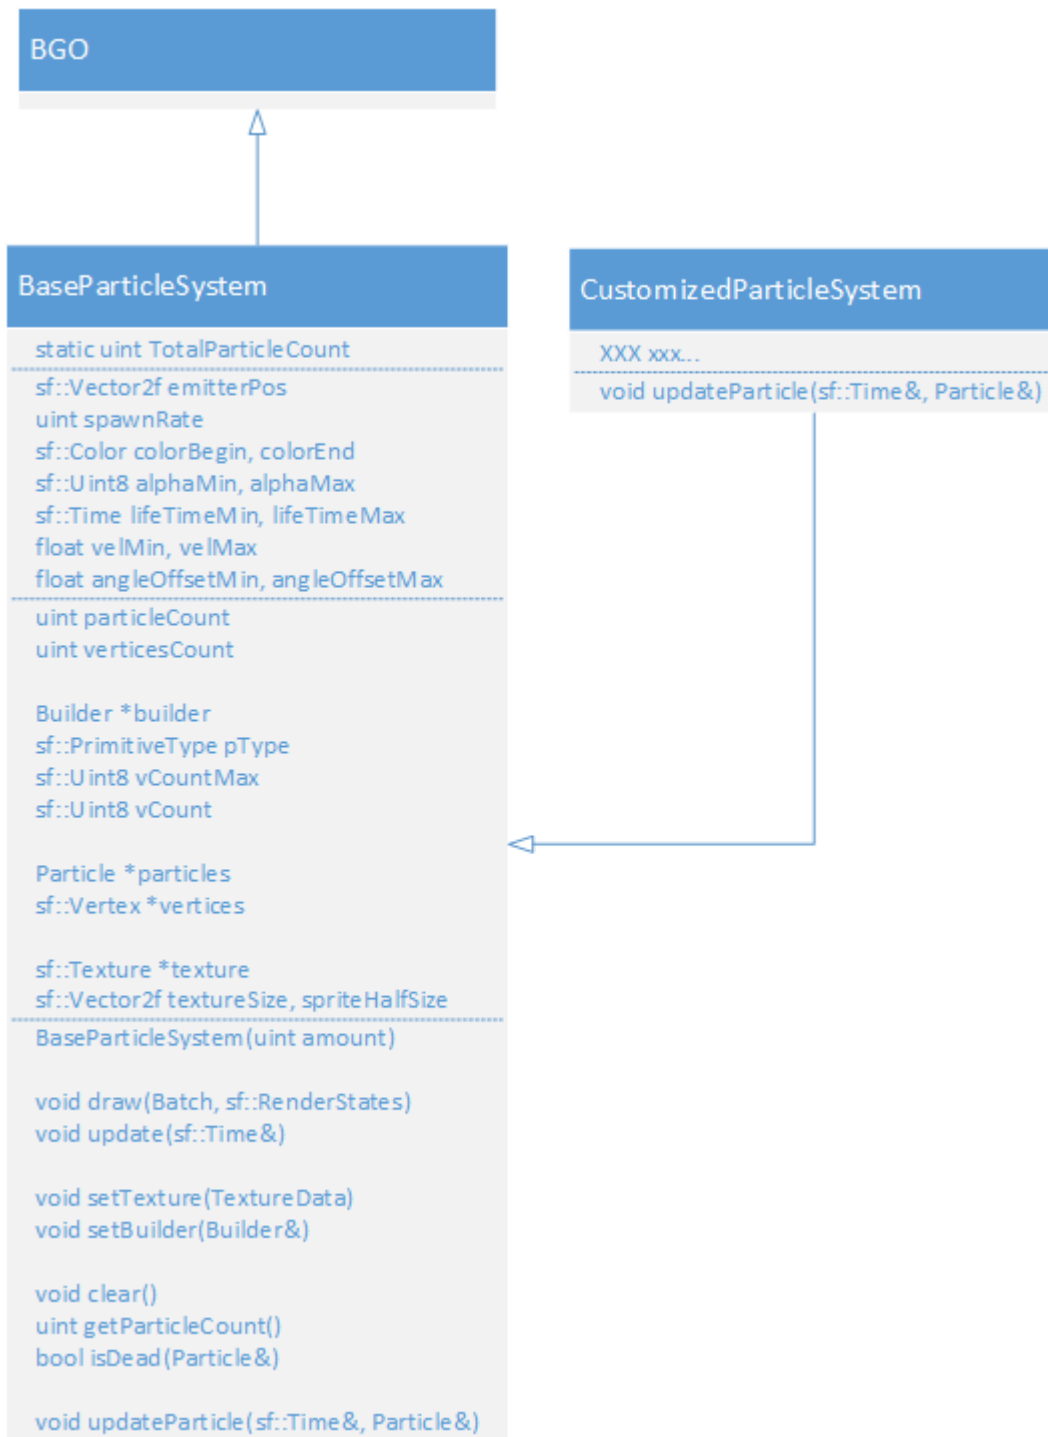 BGO
BaseParticleSystem
static uint TotalParticleCount
sf::Vector2f emitterPos
uint spawnRate
sf::Color colorBegin, colorEnd
sf::Uint8 alphaMin, alphaMax
sf::Time lifeTimeMin, lifeTimeMax
float velMin, velMax
float angleOffsetMin, angleOffsetMax
uint particleCount
uint verticesCount
Builder *builder
sf::PrimitiveType pType
sf::Uint8 vCountMax
sf::Uint8 vCount
Particle *particles
sf::Vertex *vertices
sf::Texture *texture
sf::Vector2f textureSize, spriteHalfSize
BaseParticleSystem(uint amount)
void draw(Batch, sf::RenderStates)
void update(sf::Time&)
void setTexture(TextureData)
void setBuilder(Builder&)
void clear()
uint getParticleCount()
bool isDead(Particle&)
void updateParticle(sf::Time&, Particle&)
CustomizedParticleSystem
XXX xxx...
void updateParticle(sf::Time&, Particle&)